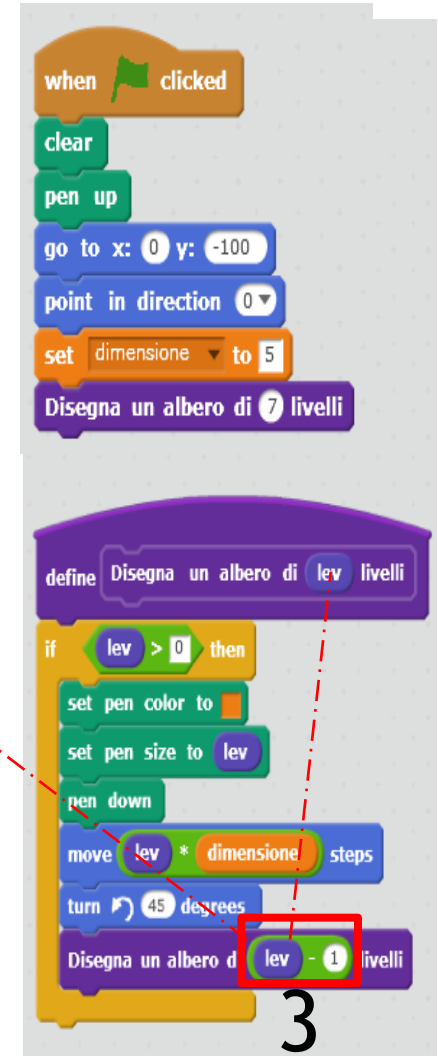 when clicked
clear
pen up
go to x: 0 y: -100
point in direction 0
set dimensione to 5
Disegna un albero di 7 livelli
define Disegna un albero di lev livelli
if lev > 0 then
set pen color to
set pen size to lev
pen down
move lev * dimensione steps
turn 45 degrees
Disegna un albero d lev - 1 livelli
3